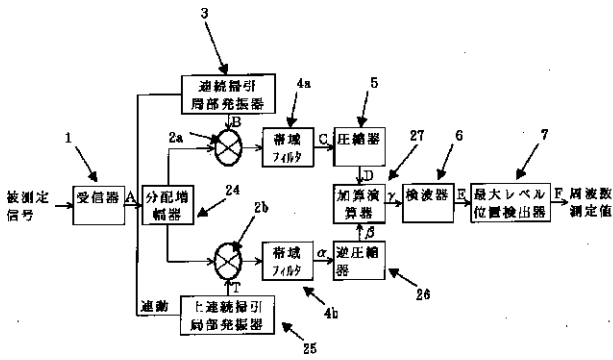 3
連続掃引
局部発振器
B
2a
4a
帯域
フィルタ
C
5
圧縮器
D
1
被測定
信号
受信器
A
分配増
幅器
24
27
加算演
算器
γ
6
検波器
E
7
最大レベル
位置検出器
F
周波数
測定値
2b
T
帯域
フィルタ
4b
α
β
逆圧縮
器
26
連動
上連続掃引
局部発振器
25